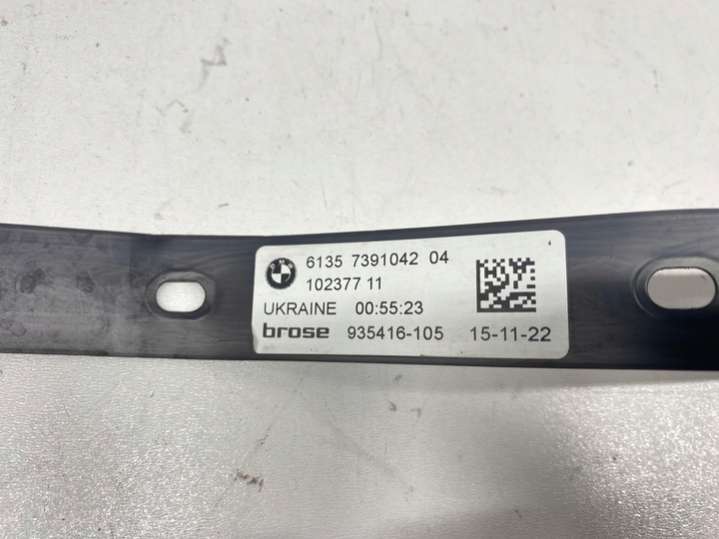 6135 7391042 04
102377 11
UKRAINE 00:55:23
brose 935416-105 15-11-22